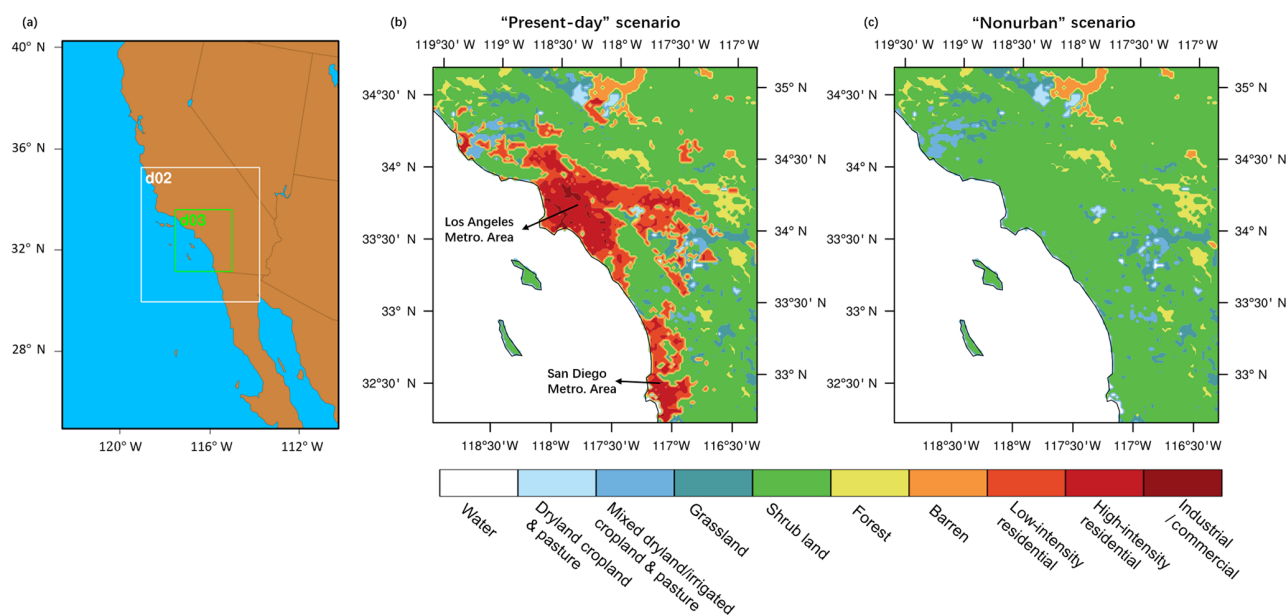 (a)
40° N
36° N
32° N
28° N
120° W
116° W
112° W
d02
d03
(b)
“Present-day” scenario
119°30' W
119° W
118°30' W
118° W
117°30' W
117° W
34°30' N
34° N
33°30' N
33° N
32°30' N
35° N
34°30' N
34° N
33°30' N
33° N
118°30' W
118° W
117°30' W
117° W
116°30' W
Los Angeles
Metro. Area
San Diego
Metro. Area
(c)
“Nonurban” scenario
119°30' W
119° W
118°30' W
118° W
117°30' W
117° W
34°30' N
34° N
33°30' N
33° N
32°30' N
35° N
34°30' N
34° N
33°30' N
33° N
118°30' W
118° W
117°30' W
117° W
116°30' W
Water
Dryland cropland
& pasture
Mixed dryland/irrigated
cropland & pasture
Grassland
Shrub land
Forest
Barren
Low-intensity
residential
High-intensity
residential
Industrial
/commercial